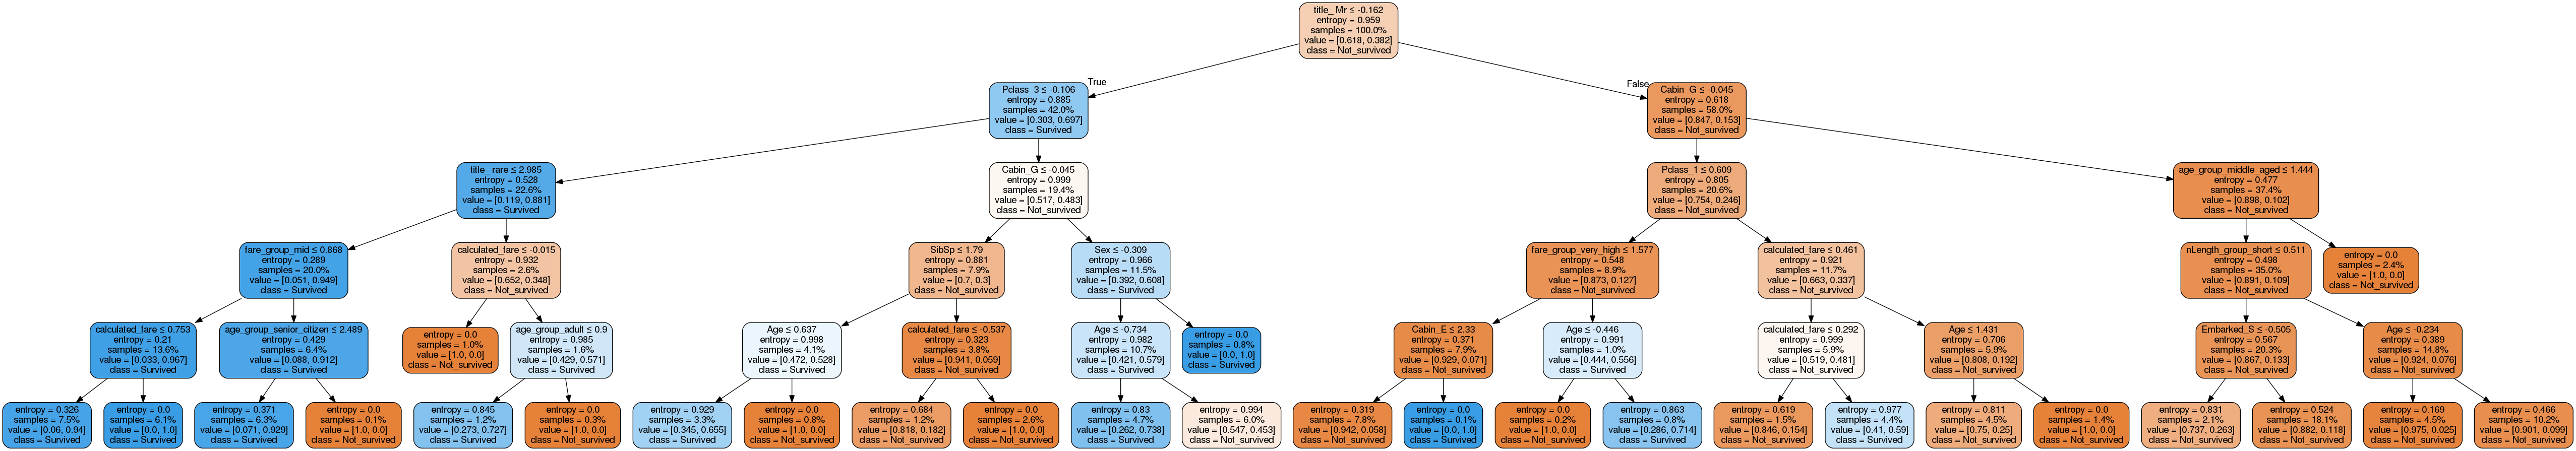 title_ Mr ≤ -0.162
entropy = 0.959
samples = 100.0%
value = [0.618, 0.382]
class = Not_survived
True
False
Pclass_3 ≤ -0.106
entropy = 0.885
samples = 42.0%
value = [0.303, 0.697]
class = Survived
Cabin_G ≤ -0.045
entropy = 0.618
samples = 58.0%
value = [0.847, 0.153]
class = Not_survived
title_ rare ≤ 2.985
entropy = 0.528
samples = 22.6%
value = [0.119, 0.881]
class = Survived
Cabin_G ≤ -0.045
entropy = 0.999
samples = 19.4%
value = [0.517, 0.483]
class = Not_survived
Pclass_1 ≤ 0.609
entropy = 0.805
samples = 20.6%
value = [0.754, 0.246]
class = Not_survived
age_group_middle_aged ≤ 1.444
entropy = 0.477
samples = 37.4%
value = [0.898, 0.102]
class = Not_survived
fare_group_mid ≤ 0.868
entropy = 0.289
samples = 20.0%
value = [0.051, 0.949]
class = Survived
calculated_fare ≤ -0.015
entropy = 0.932
samples = 2.6%
value = [0.652, 0.348]
class = Not_survived
SibSp ≤ 1.79
entropy = 0.881
samples = 7.9%
value = [0.7, 0.3]
class = Not_survived
Sex ≤ -0.309
entropy = 0.966
samples = 11.5%
value = [0.392, 0.608]
class = Survived
fare_group_very_high ≤ 1.577
entropy = 0.548
samples = 8.9%
value = [0.873, 0.127]
class = Not_survived
calculated_fare ≤ 0.461
entropy = 0.921
samples = 11.7%
value = [0.663, 0.337]
class = Not_survived
nLength_group_short ≤ 0.511
entropy = 0.498
samples = 35.0%
value = [0.891, 0.109]
class = Not_survived
entropy = 0.0
samples = 2.4%
value = [1.0, 0.0]
class = Not_survived
calculated_fare ≤ 0.753
entropy = 0.21
samples = 13.6%
value = [0.033, 0.967]
class = Survived
age_group_senior_citizen ≤ 2.489
entropy = 0.429
samples = 6.4%
value = [0.088, 0.912]
class = Survived
entropy = 0.0
samples = 1.0%
value = [1.0, 0.0]
class = Not_survived
age_group_adult ≤ 0.9
entropy = 0.985
samples = 1.6%
value = [0.429, 0.571]
class = Survived
Age ≤ 0.637
entropy = 0.998
samples = 4.1%
value = [0.472, 0.528]
class = Survived
calculated_fare ≤ -0.537
entropy = 0.323
samples = 3.8%
value = [0.941, 0.059]
class = Not_survived
Age ≤ -0.734
entropy = 0.982
samples = 10.7%
value = [0.421, 0.579]
class = Survived
entropy = 0.0
samples = 0.8%
value = [0.0, 1.0]
class = Survived
Cabin_E ≤ 2.33
entropy = 0.371
samples = 7.9%
value = [0.929, 0.071]
class = Not_survived
Age ≤ -0.446
entropy = 0.991
samples = 1.0%
value = [0.444, 0.556]
class = Survived
calculated_fare ≤ 0.292
entropy = 0.999
samples = 5.9%
value = [0.519, 0.481]
class = Not_survived
Age ≤ 1.431
entropy = 0.706
samples = 5.9%
value = [0.808, 0.192]
class = Not_survived
Embarked_S ≤ -0.505
entropy = 0.567
samples = 20.3%
value = [0.867, 0.133]
class = Not_survived
Age ≤ -0.234
entropy = 0.389
samples = 14.8%
value = [0.924, 0.076]
class = Not_survived
entropy = 0.326
samples = 7.5%
value = [0.06, 0.94]
class = Survived
entropy = 0.0
samples = 6.1%
value = [0.0, 1.0]
class = Survived
entropy = 0.371
samples = 6.3%
value = [0.071, 0.929]
class = Survived
entropy = 0.0
samples = 0.1%
value = [1.0, 0.0]
class = Not_survived
entropy = 0.845
samples = 1.2%
value = [0.273, 0.727]
class = Survived
entropy = 0.0
samples = 0.3%
value = [1.0, 0.0]
class = Not_survived
entropy = 0.929
samples = 3.3%
value = [0.345, 0.655]
class = Survived
entropy = 0.0
samples = 0.8%
value = [1.0, 0.0]
class = Not_survived
entropy = 0.684
samples = 1.2%
value = [0.818, 0.182]
class = Not_survived
entropy = 0.0
samples = 2.6%
value = [1.0, 0.0]
class = Not_survived
entropy = 0.83
samples = 4.7%
value = [0.262, 0.738]
class = Survived
entropy = 0.994
samples = 6.0%
value = [0.547, 0.453]
class = Not_survived
entropy = 0.319
samples = 7.8%
value = [0.942, 0.058]
class = Not_survived
entropy = 0.0
samples = 0.1%
value = [0.0, 1.0]
class = Survived
entropy = 0.0
samples = 0.2%
value = [1.0, 0.0]
class = Not_survived
entropy = 0.863
samples = 0.8%
value = [0.286, 0.714]
class = Survived
entropy = 0.619
samples = 1.5%
value = [0.846, 0.154]
class = Not_survived
entropy = 0.977
samples = 4.4%
value = [0.41, 0.59]
class = Survived
entropy = 0.811
samples = 4.5%
value = [0.75, 0.25]
class = Not_survived
entropy = 0.0
samples = 1.4%
value = [1.0, 0.0]
class = Not_survived
entropy = 0.831
samples = 2.1%
value = [0.737, 0.263]
class = Not_survived
entropy = 0.524
samples = 18.1%
value = [0.882, 0.118]
class = Not_survived
entropy = 0.169
samples = 4.5%
value = [0.975, 0.025]
class = Not_survived
entropy = 0.466
samples = 10.2%
value = [0.901, 0.099]
class = Not_survived